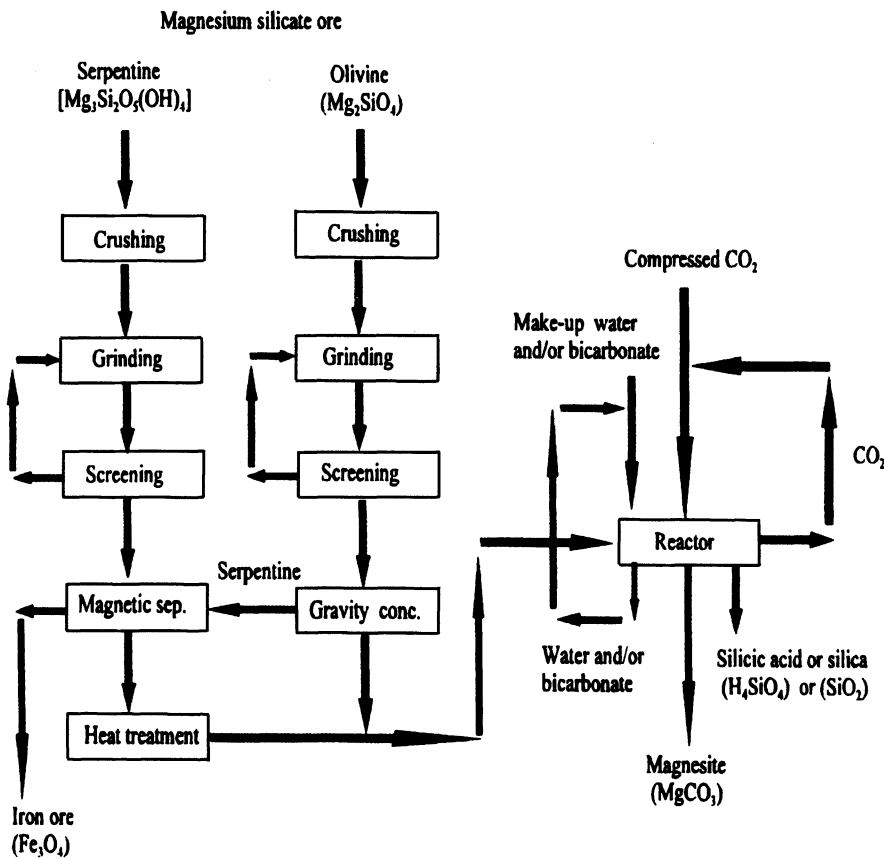 Magnesium silicate ore
Serpentine
[Mg₃Si₂O₅(OH)₄]
Olivine
(Mg₂SiO₄)
Crushing
Crushing
Compressed CO₂
Make-up water
and/or bicarbonate
Grinding
Grinding
Screening
Screening
CO₂
Reactor
Serpentine
Magnetic sep.
Gravity conc.
Water and/or
bicarbonate
Silicic acid or silica
(H₄SiO₄) or (SiO₂)
Heat treatment
Magnesite
(MgCO₃)
Iron ore
(Fe₃O₄)